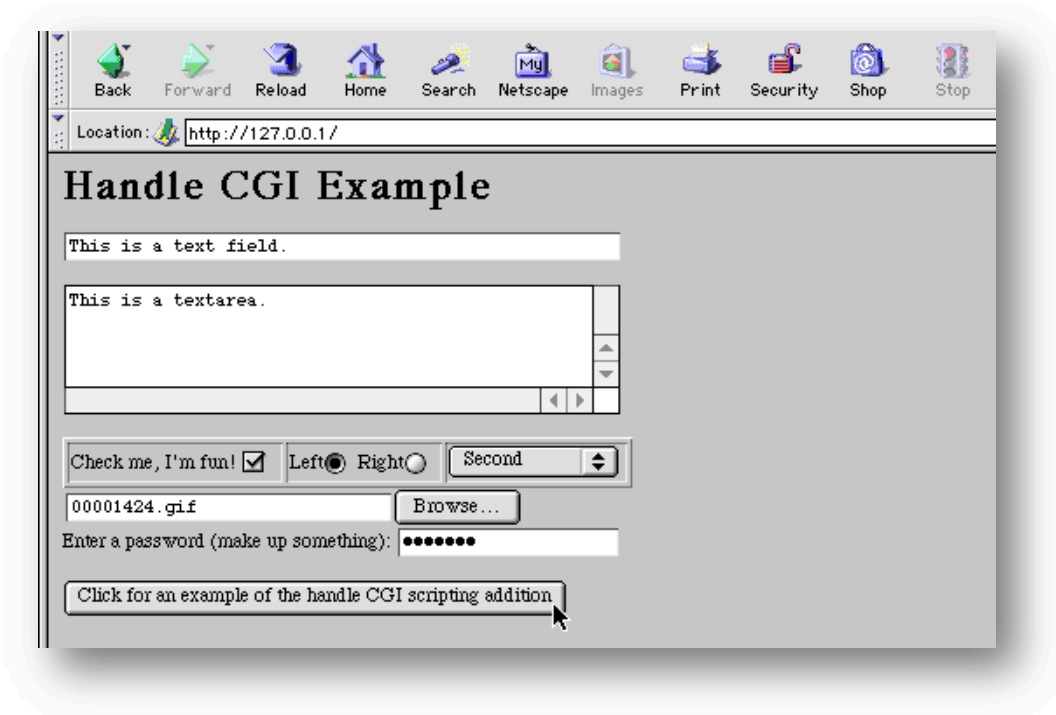 My
Back Forward Reload Home Search Netscape Images Print Security Shop Stop
Location: http://127.0.0.1/
Handle CGI Example
This is a text field.
This is a textarea.
Check me, I'm fun! Left Right Second
00001424.gif Browse...
Enter a password (make up something): •••••••
Click for an example of the handle CGI scripting addition